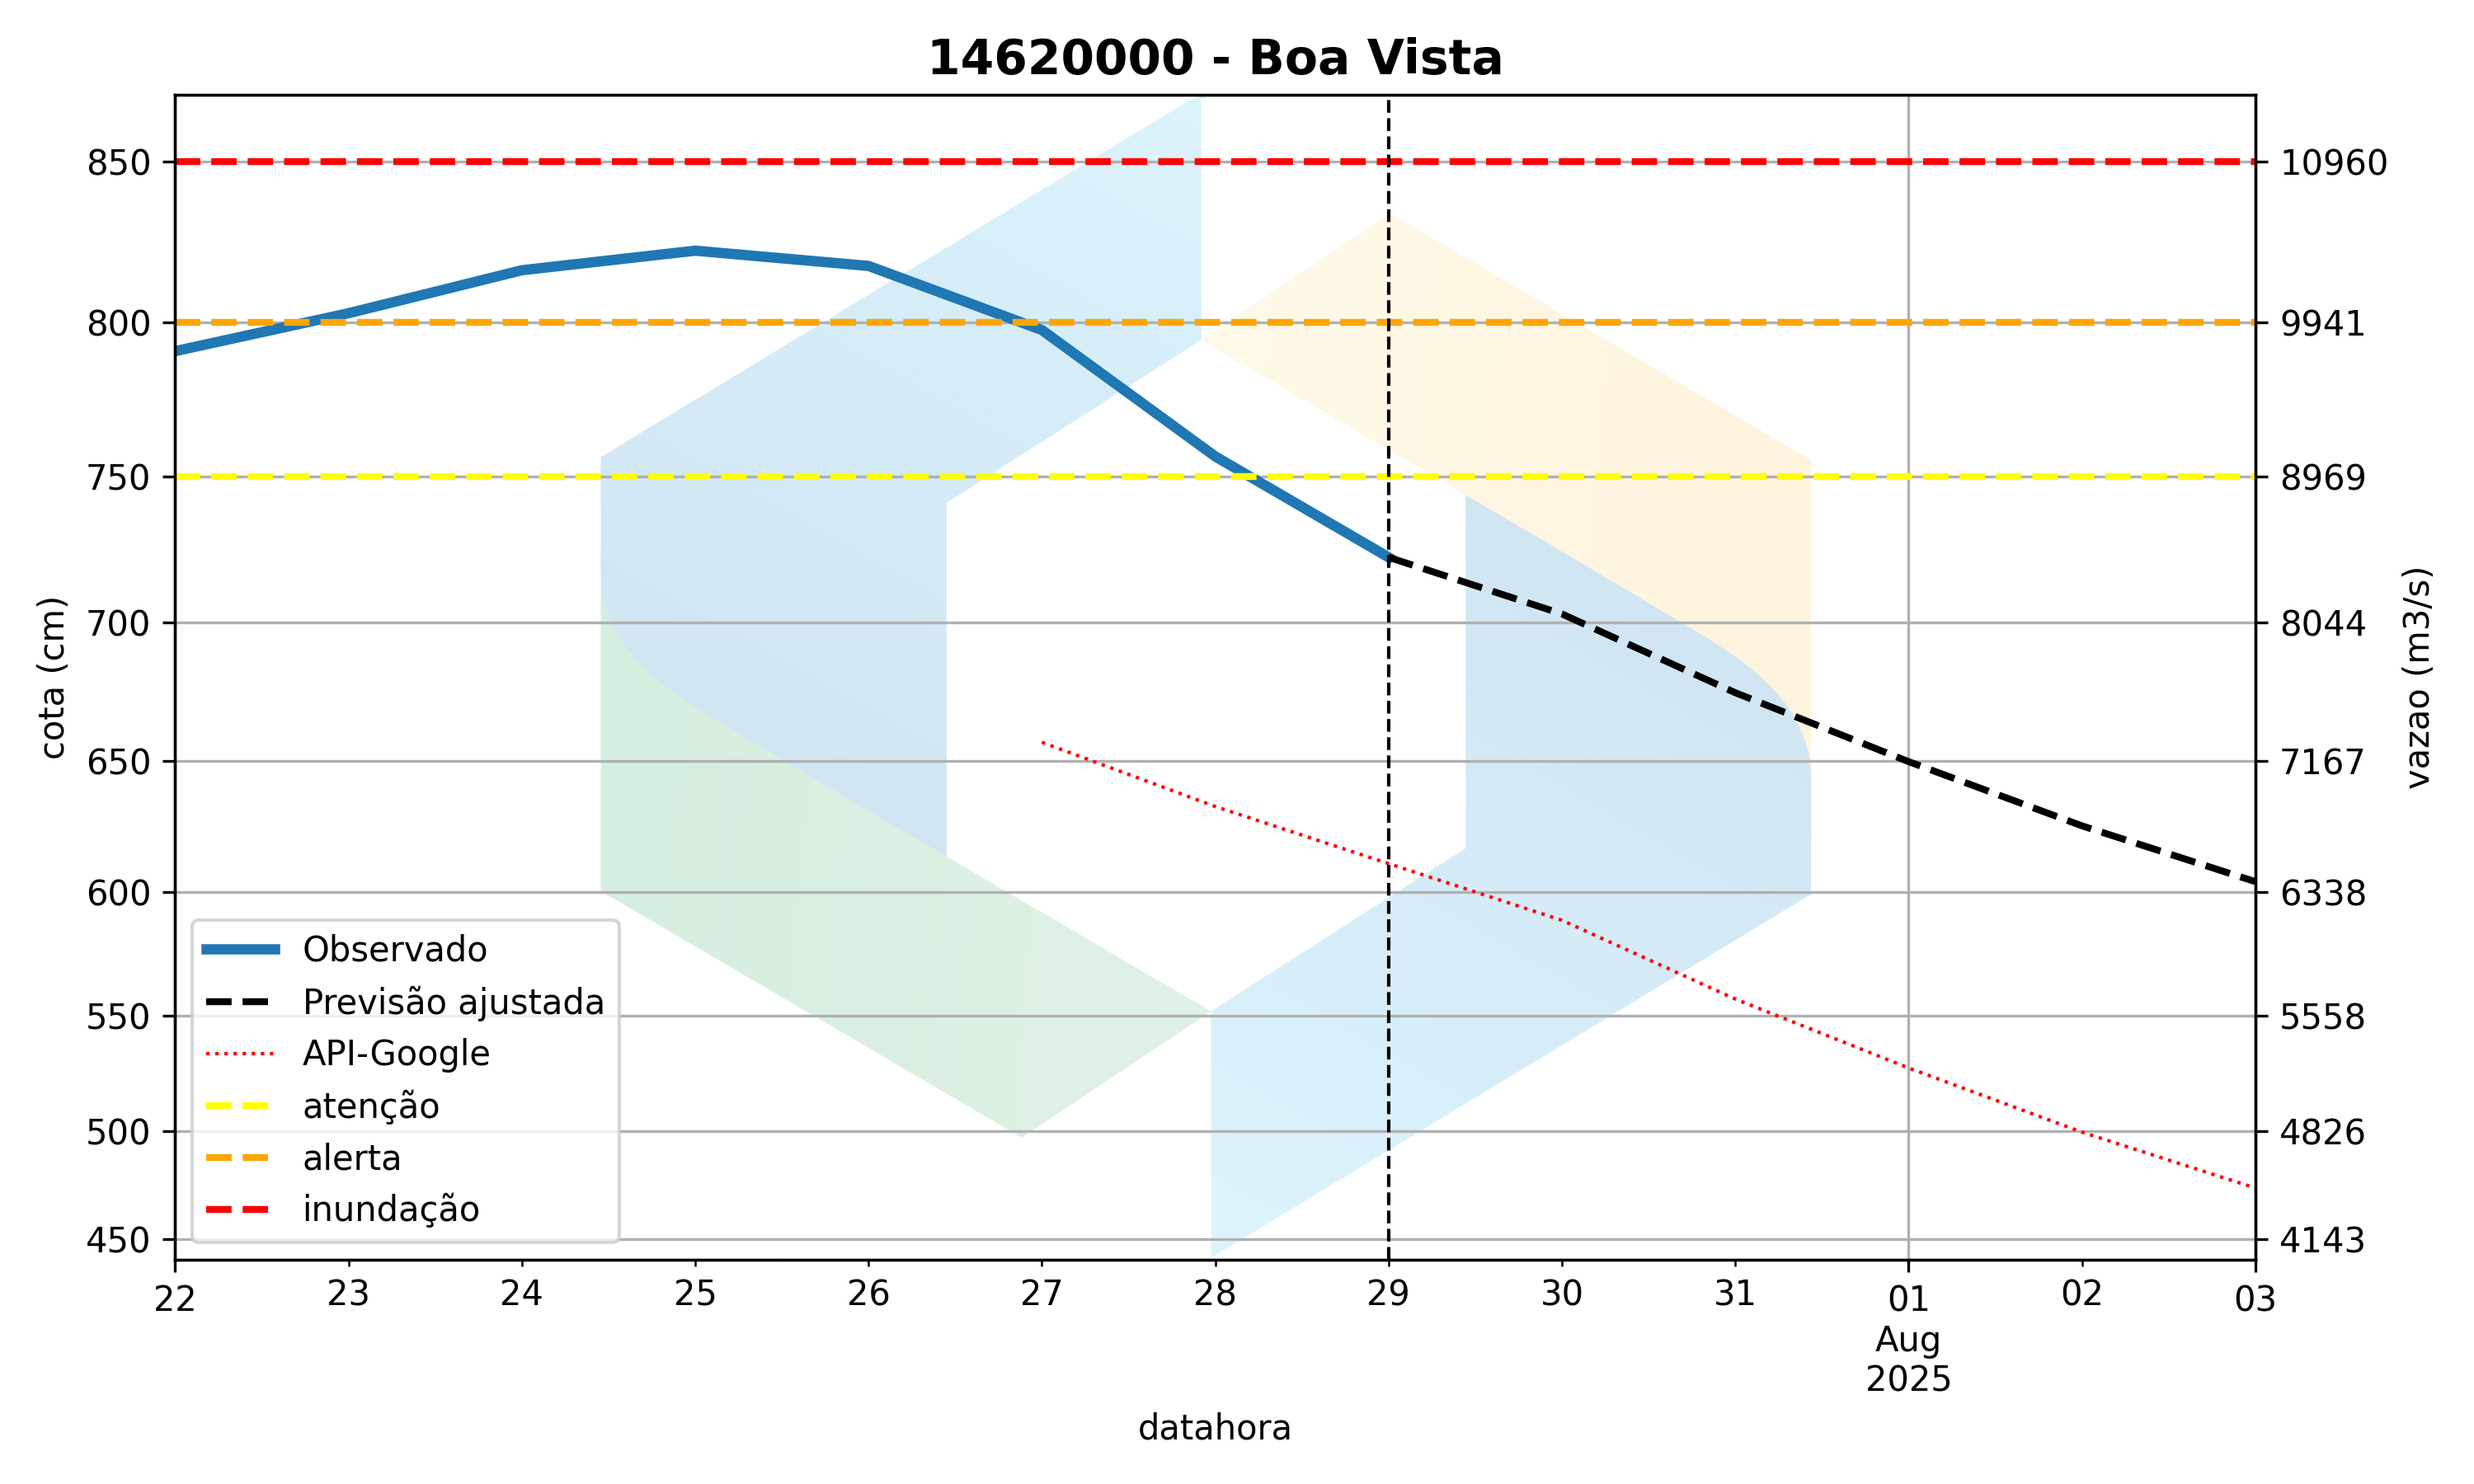 14620000 - Boa Vista
850
800
750
700
650
600
550
500
450
cota (cm)
10960
9941
8969
8044
7167
6338
5558
4826
4143
vazao (m3/s)
Observado
Previsão ajustada
API-Google
atenção
alerta
inundação
22 23 24 25 26 27 28 29 30 31 01 02 03
Aug
2025
datahora